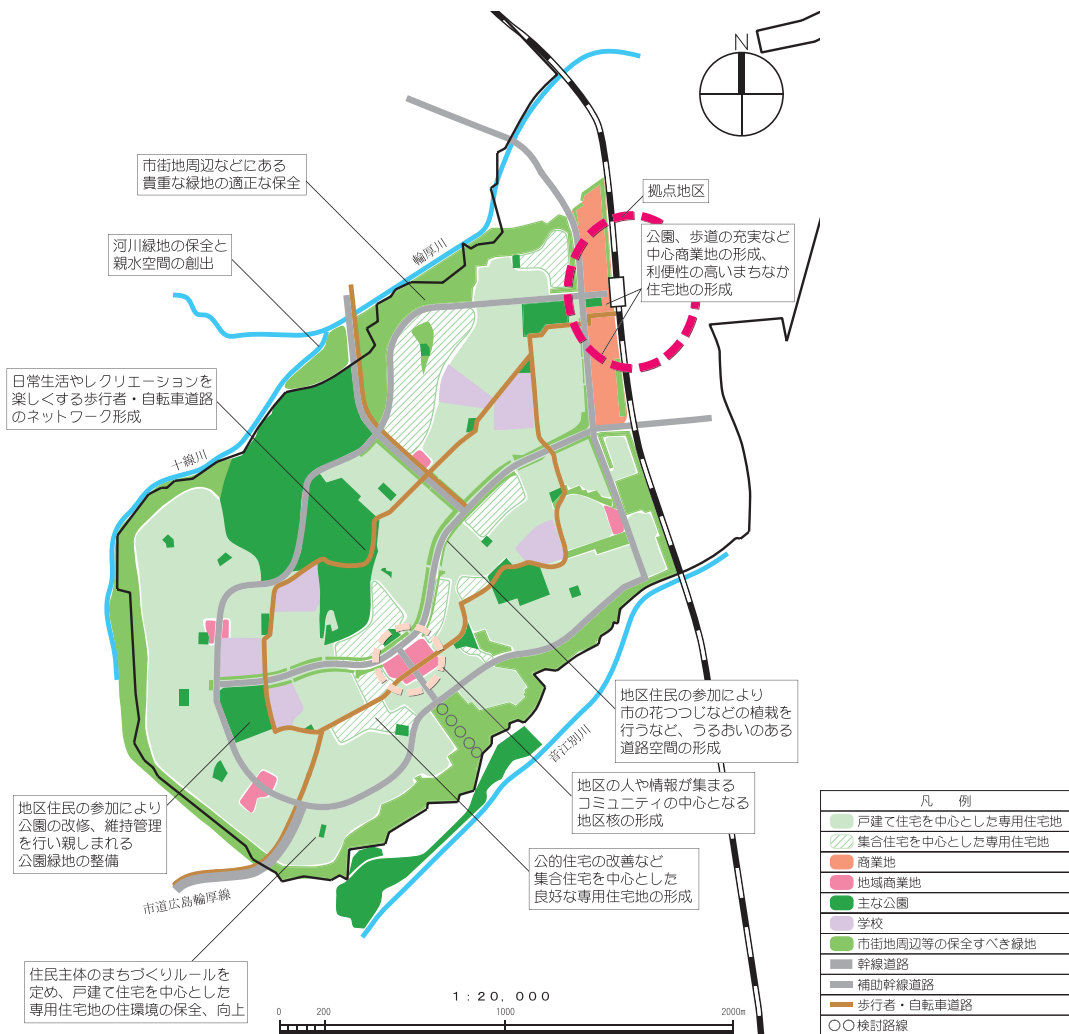 N
市街地周辺などにある
貴重な緑地の適正な保全
拠点地区
公園、歩道の充実など
中心商業地の形成、
利便性の高いまちなか
住宅地の形成
河川緑地の保全と
親水空間の創出
輪厚川
日常生活やレクリエーションを
楽しくする歩行者・自転車道路
のネットワーク形成
十線川
地区住民の参加により
市の花つつじなどの植栽を
行うなど、うるおいのある
道路空間の形成
音江別川
地区の人や情報が集まる
コミュニティの中心となる
地区核の形成
地区住民の参加により
公園の改修、維持管理
を行い親しまれる
公園緑地の整備
公的住宅の改善など
集合住宅を中心とした
良好な専用住宅地の形成
市道広島輪厚線
住民主体のまちづくりルールを
定め、戸建て住宅を中心とした
専用住宅地の住環境の保全、向上
1:20,000
0 200 1000 2000m
凡 例
戸建て住宅を中心とした専用住宅地
集合住宅を中心とした専用住宅地
商業地
地域商業地
主な公園
学校
市街地周辺等の保全すべき緑地
幹線道路
補助幹線道路
歩行者・自転車道路
検討路線